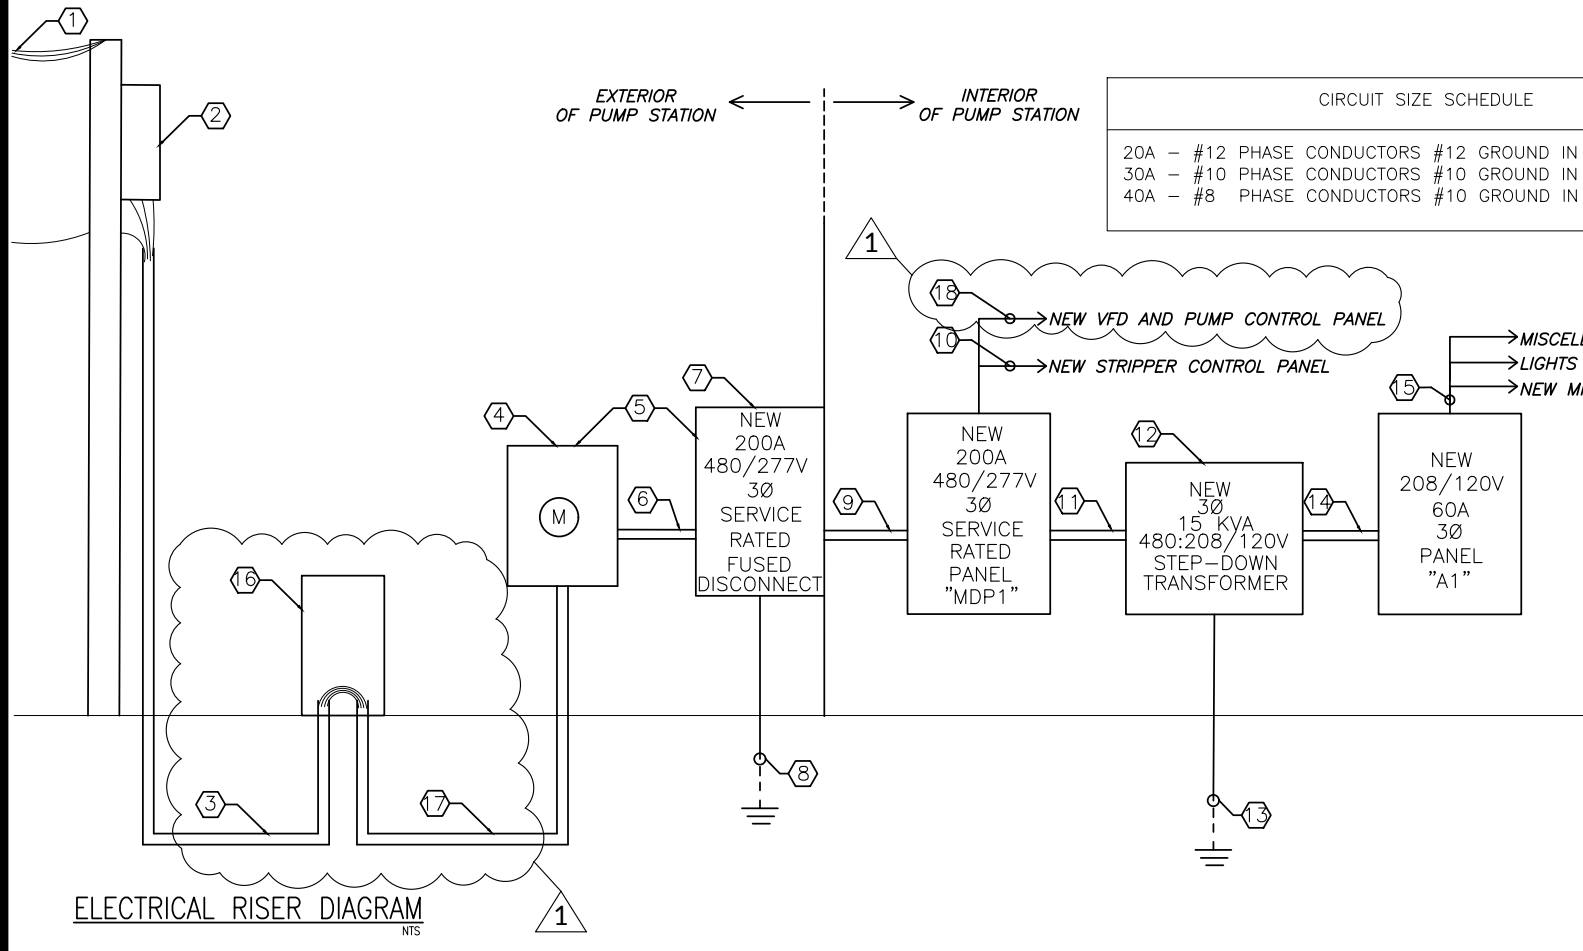 1
2
EXTERIOR
OF PUMP STATION
INTERIOR
OF PUMP STATION
CIRCUIT SIZE SCHEDULE
20A - #12 PHASE CONDUCTORS #12 GROUND IN
30A - #10 PHASE CONDUCTORS #10 GROUND IN
40A - #8 PHASE CONDUCTORS #10 GROUND IN
1
18
NEW VFD AND PUMP CONTROL PANEL
10
NEW STRIPPER CONTROL PANEL
LIGHTS
NEW
15
7
5
4
NEW
200A
480/277V
3Ø
SERVICE
RATED
FUSED
DISCONNECT
NEW
200A
480/277V
3Ø
SERVICE
RATED
PANEL
"MDP1"
12
NEW
3Ø
15 KVA
480:208/120V
STEP-DOWN
TRANSFORMER
NEW
208/120V
60A
3Ø
PANEL
"A1"
M
6
9
11
14
16
3
17
8
13
1
ELECTRICAL RISER DIAGRAM
NTS